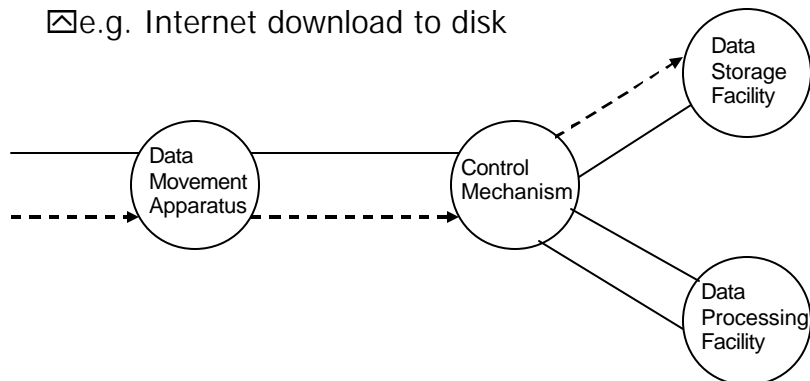 e.g. Internet download to disk
Data
Storage
Facility
Data
Movement
Apparatus
Control
Mechanism
Data
Processing
Facility